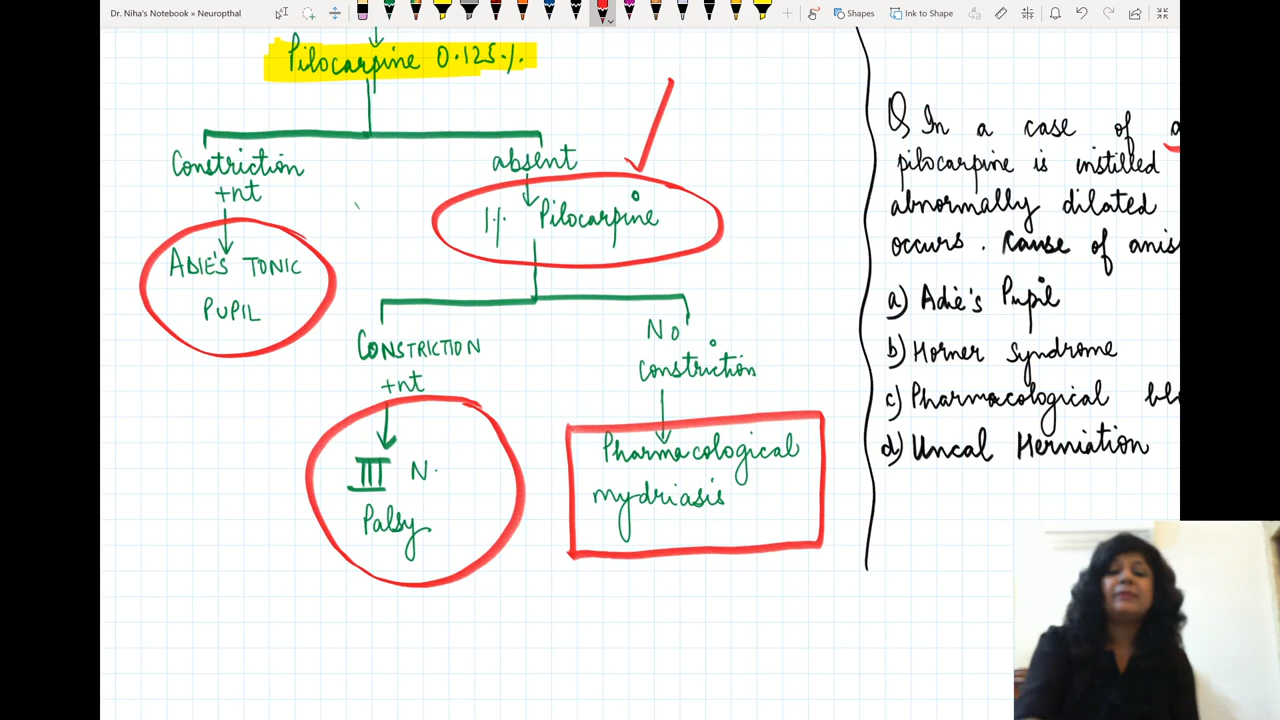 Dr. Niha's Notebook » Neuropthal
Shapes
Ink to Shape
Pilocarpine 0.125%
Constriction
+nt
absent
ADIE'S TONIC
PUPIL
1% Pilocarpine
CONSTRICTION
+nt
No
constriction
III N.
Palsy
Pharmacological
mydriasis
Q, In a case of
pilocarpine is instilled
abnormally dilated
occurs. Cause of
a) Adie's Pupil
b) Horner Syndrome
c) Pharmacological
d) Uncal Herniation